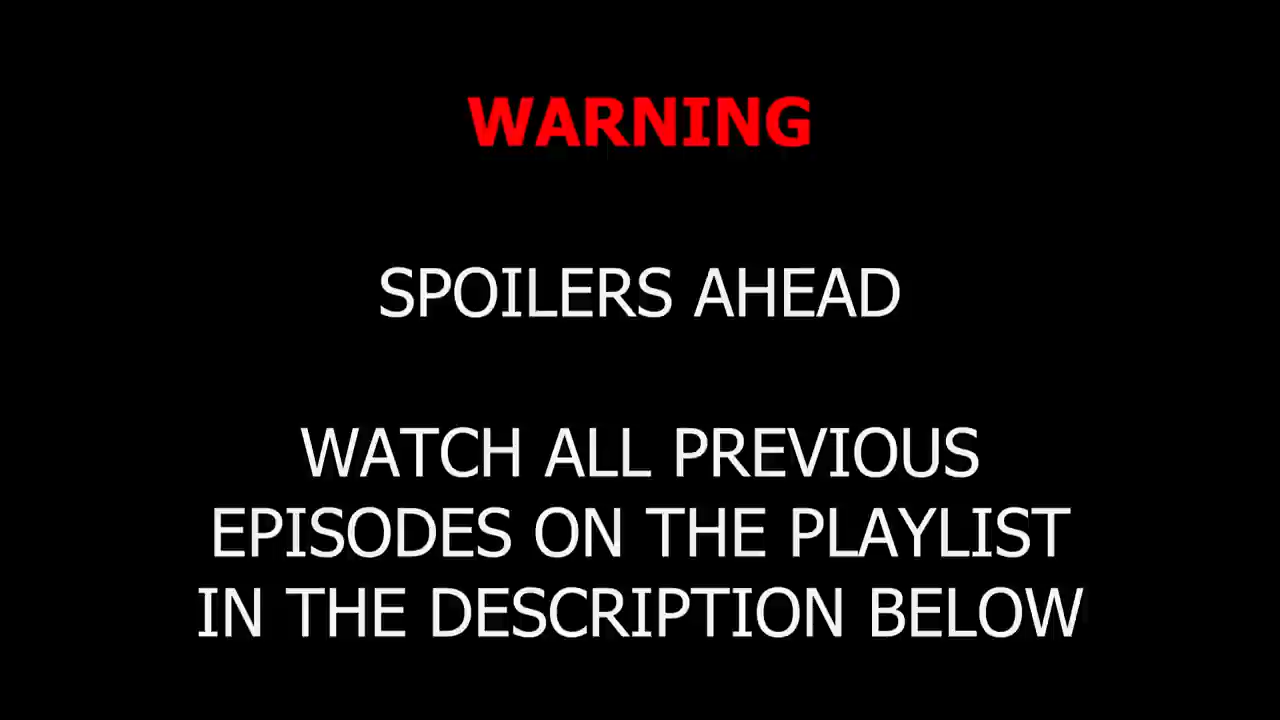 WARNING
SPOILERS AHEAD
WATCH ALL PREVIOUS
EPISODES ON THE PLAYLIST
IN THE DESCRIPTION BELOW